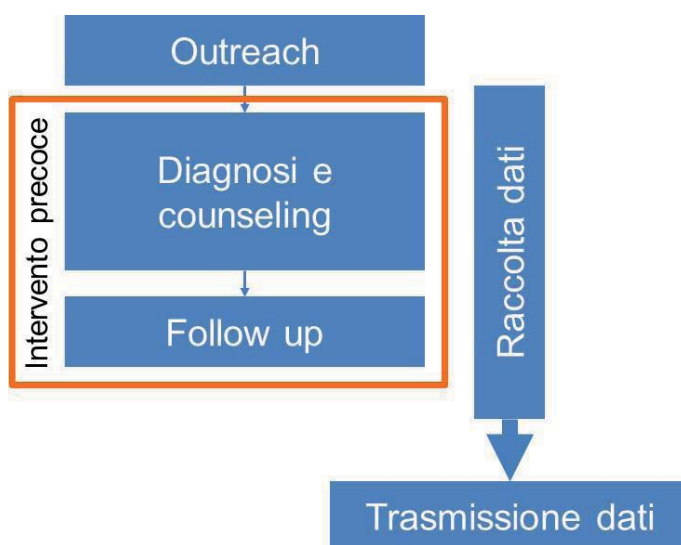 Outreach
Intervento precoce
Diagnosi e
counseling
Follow up
Raccolta dati
Trasmissione dati